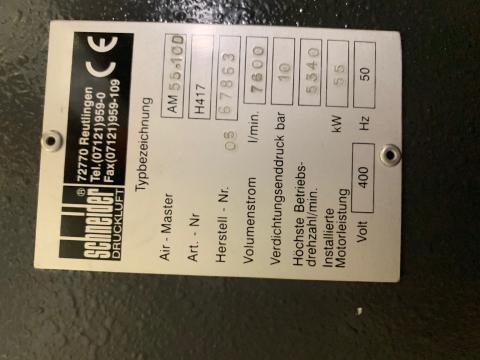 schneider®
DRUCKLUFT
72770 Reutlingen
Tel.(07121)959-0
Fax(07121)959-109
CE
Typbezeichnung
Air - Master AM 55-10D
Art. - Nr H417
Herstell - Nr. 05 67863
Volumenstrom l/min. 7600
Verdichtungsenddruck bar 10
Höchste Betriebs-
drehzahl/min. 5340
Installierte
Motorleistung kW 55
Volt 400 Hz 50